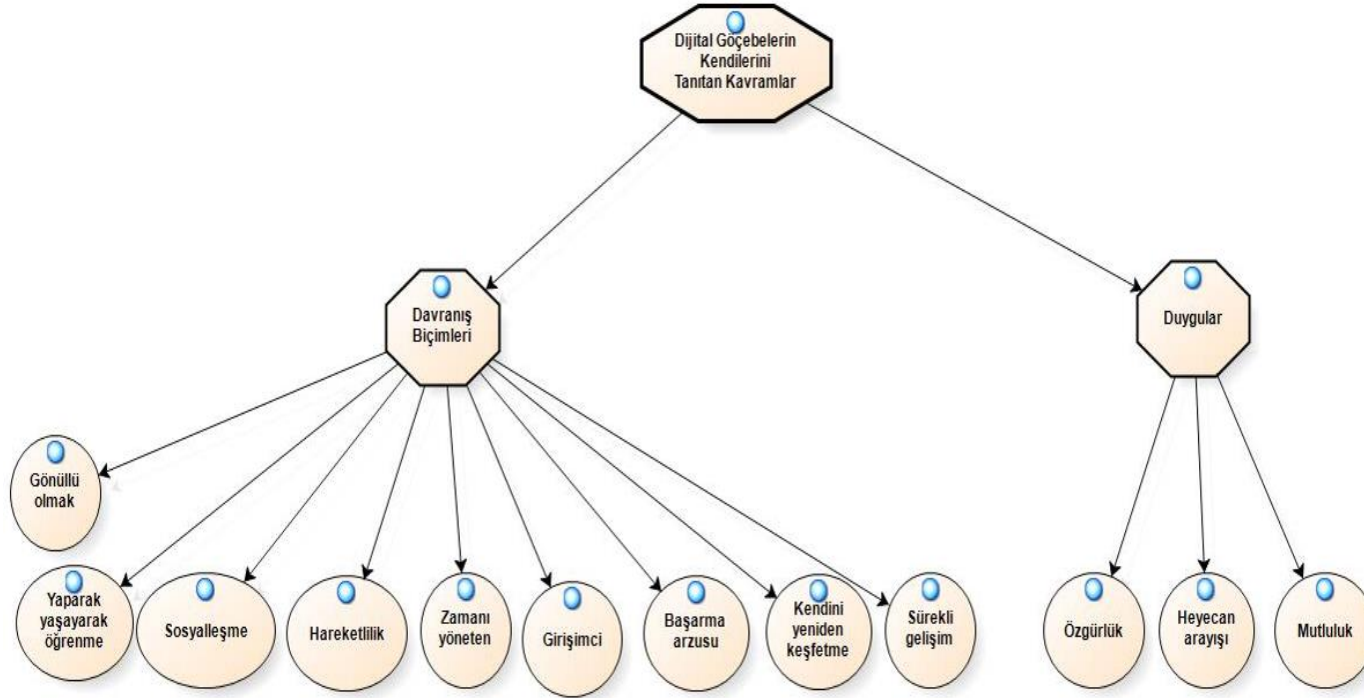 Dijital Göçebelerin
Kendilerini
Tanıtan Kavramlar
Davranış
Biçimleri
Duygular
Gönüllü
olmak
Yaparak
yaşayarak
öğrenme
Sosyalleşme
Hareketlilik
Zamanı
yöneten
Girişimci
Başarma
arzusu
Kendini
yeniden
keşfetme
Sürekli
gelişim
Özgürlük
Heyecan
arayışı
Mutluluk